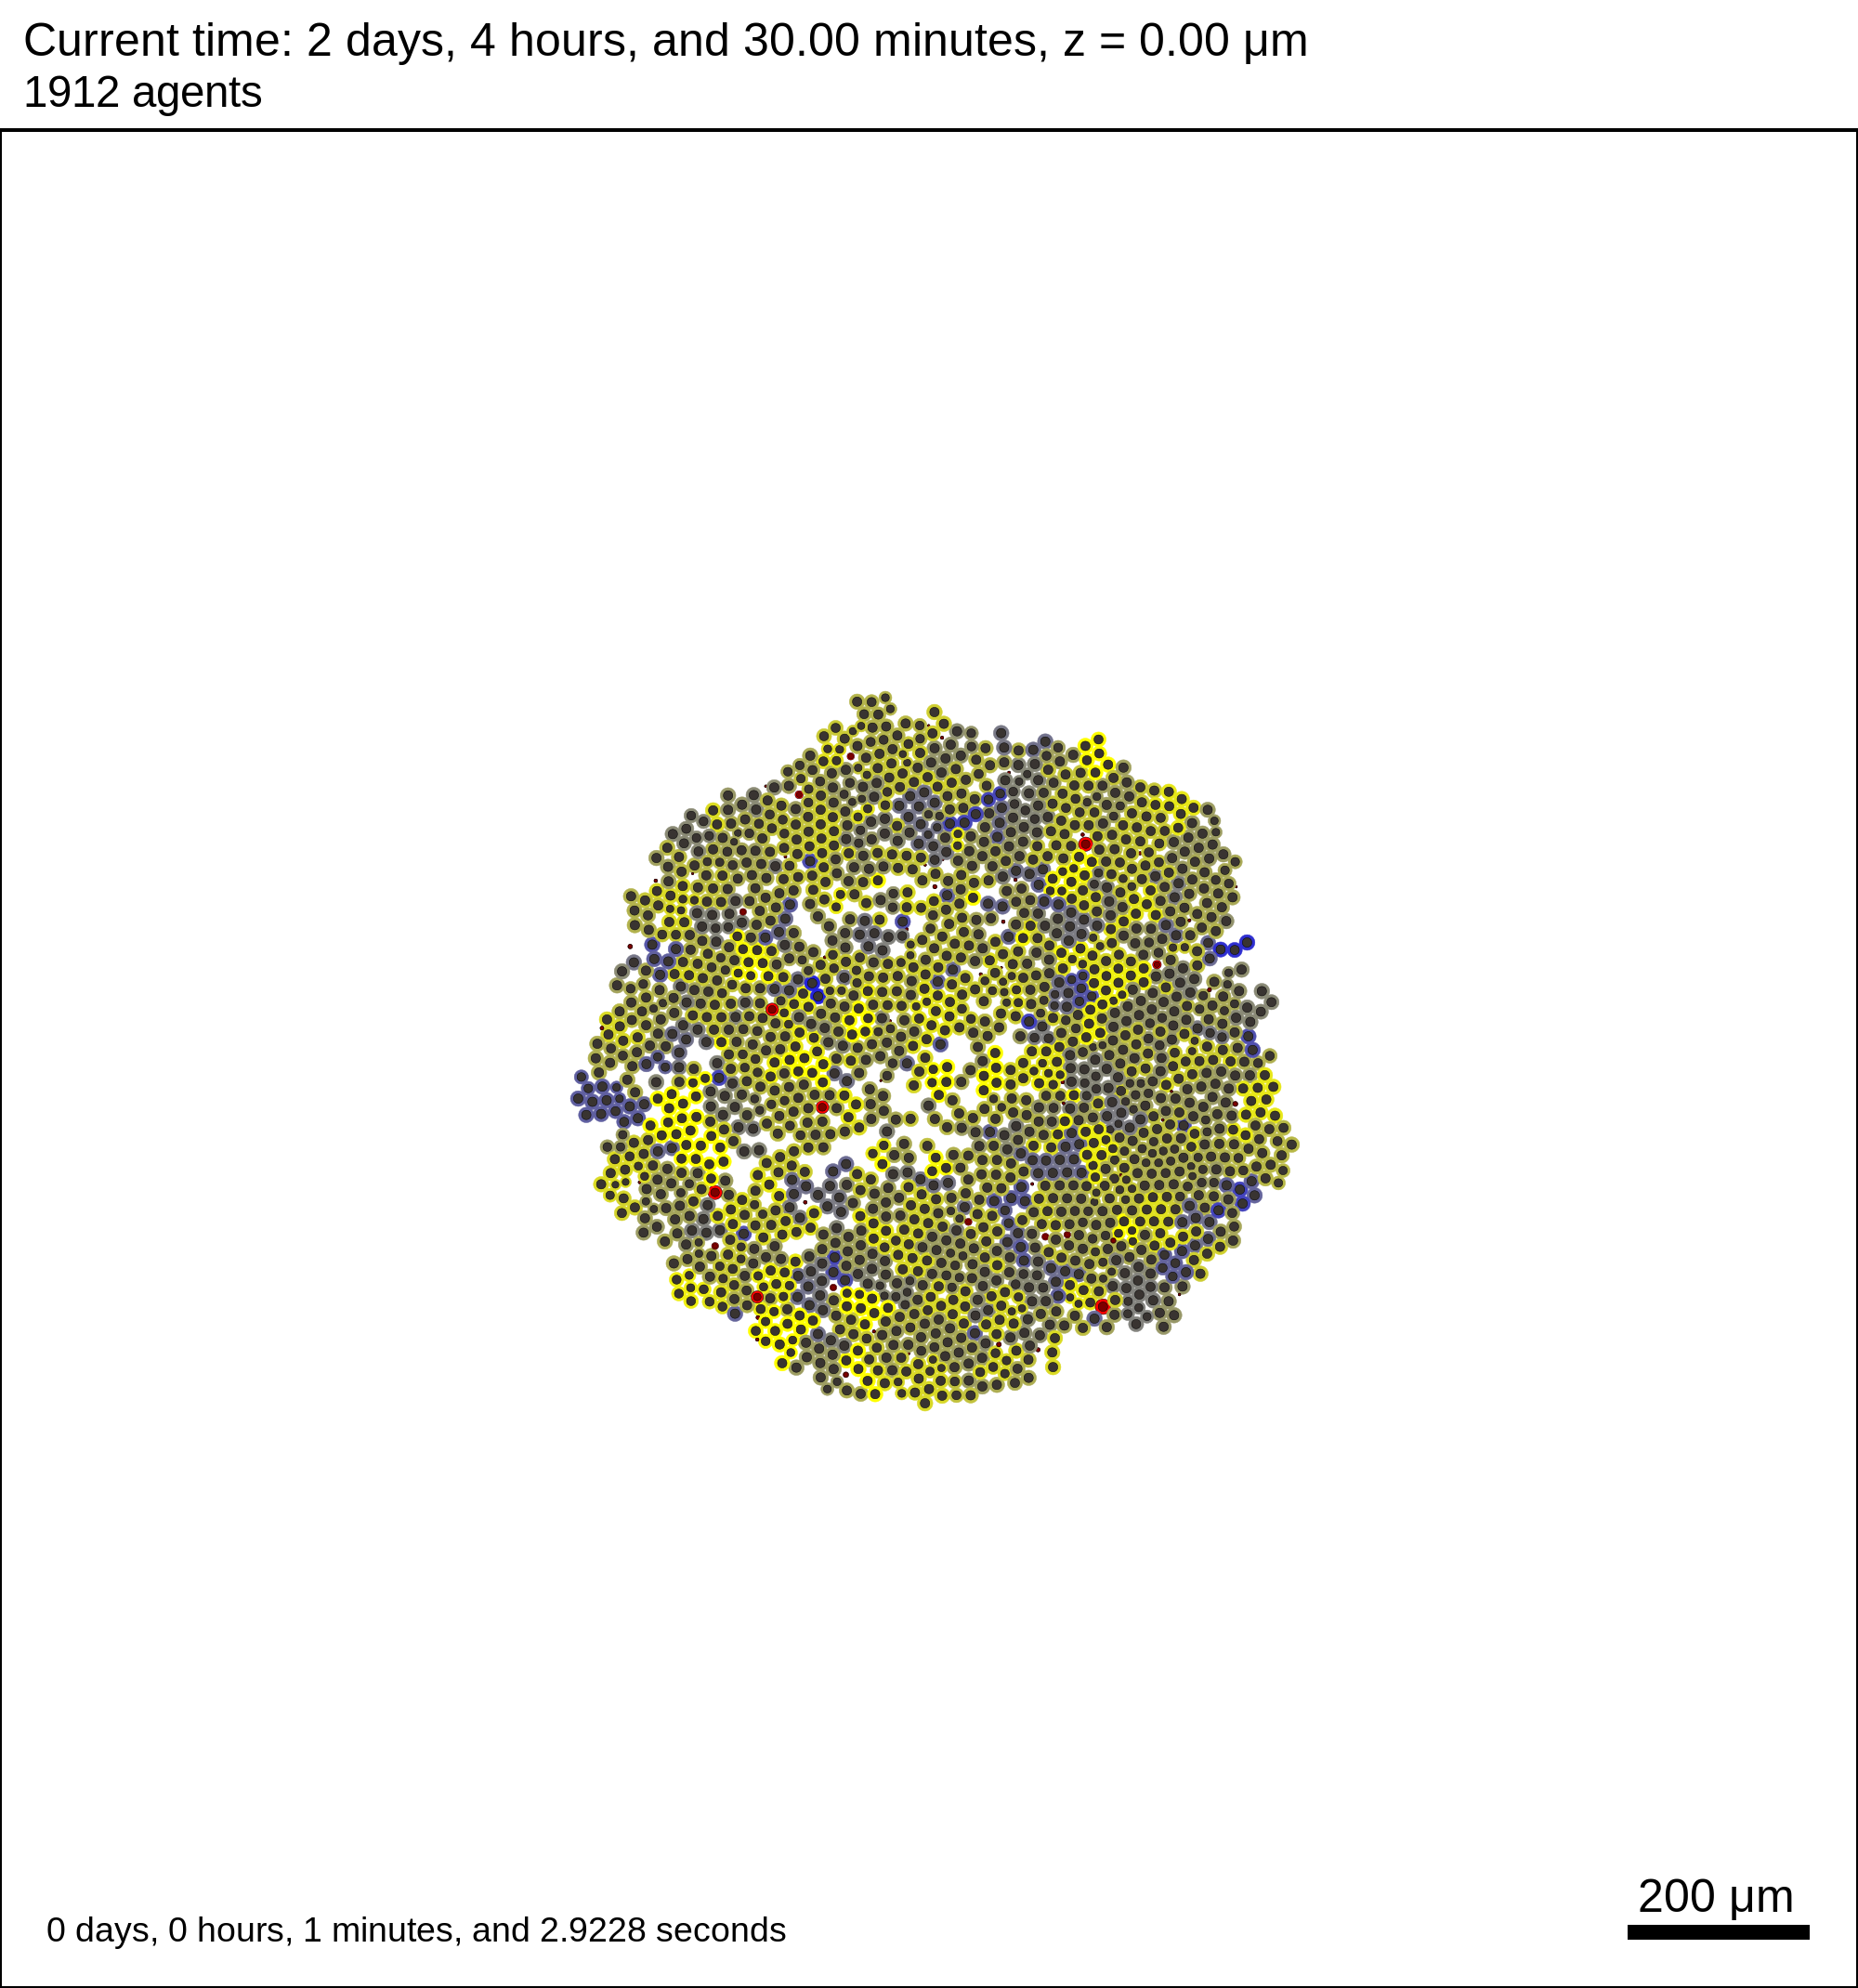 Current time: 2 days, 4 hours, and 30.00 minutes, z = 0.00 μm
1912 agents
200 μm
0 days, 0 hours, 1 minutes, and 2.9228 seconds